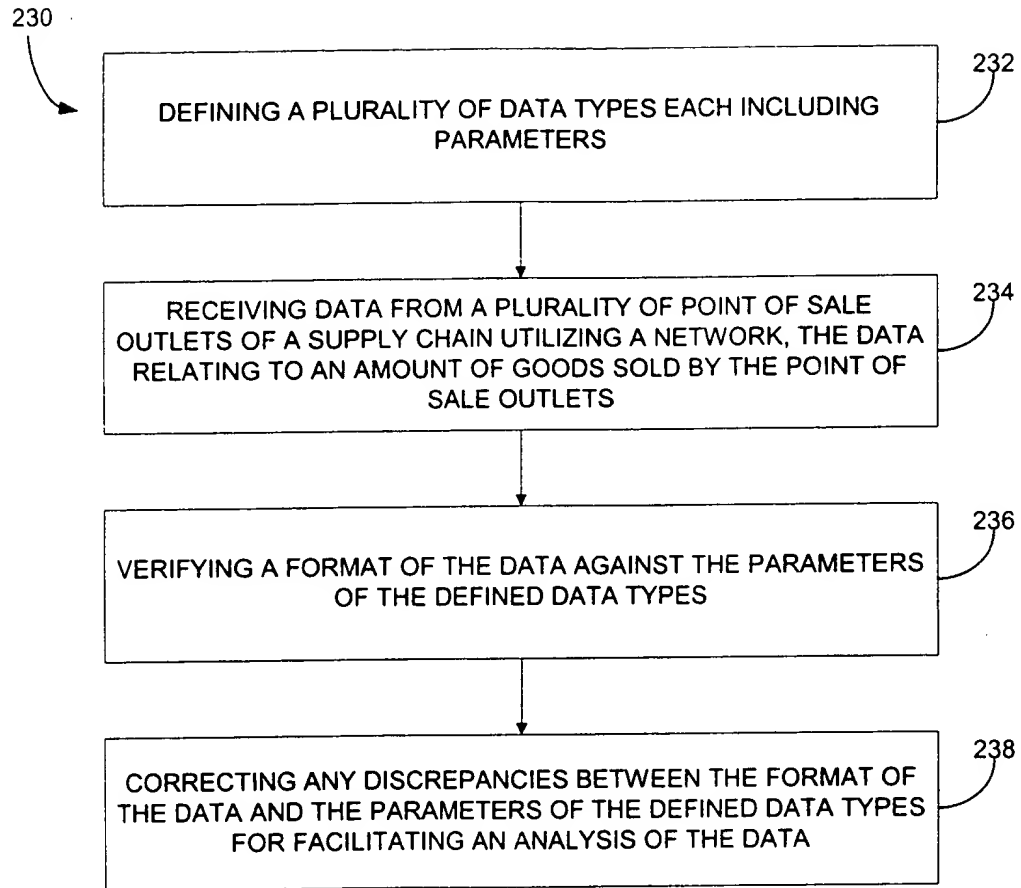 230
232
DEFINING A PLURALITY OF DATA TYPES EACH INCLUDING
PARAMETERS
234
RECEIVING DATA FROM A PLURALITY OF POINT OF SALE
OUTLETS OF A SUPPLY CHAIN UTILIZING A NETWORK, THE DATA
RELATING TO AN AMOUNT OF GOODS SOLD BY THE POINT OF
SALE OUTLETS
236
VERIFYING A FORMAT OF THE DATA AGAINST THE PARAMETERS
OF THE DEFINED DATA TYPES
238
CORRECTING ANY DISCREPANCIES BETWEEN THE FORMAT OF
THE DATA AND THE PARAMETERS OF THE DEFINED DATA TYPES
FOR FACILITATING AN ANALYSIS OF THE DATA